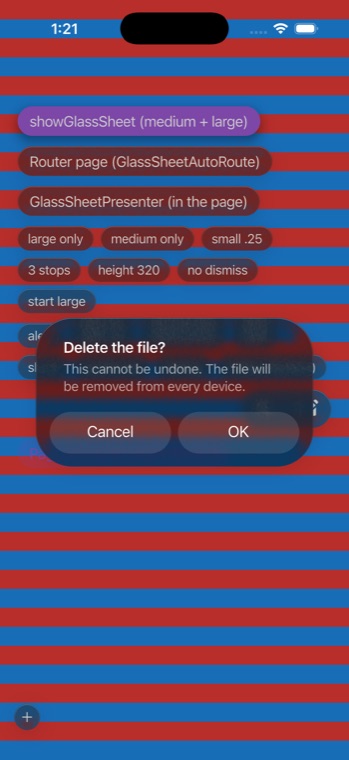 1:21
showGlassSheet (medium + large)
Router page (GlassSheetAutoRoute)
GlassSheetPresenter (in the page)
large only medium only small .25
3 stops height 320 no dismiss
start large
Delete the file?
This cannot be undone. The file will
be removed from every device.
Cancel OK